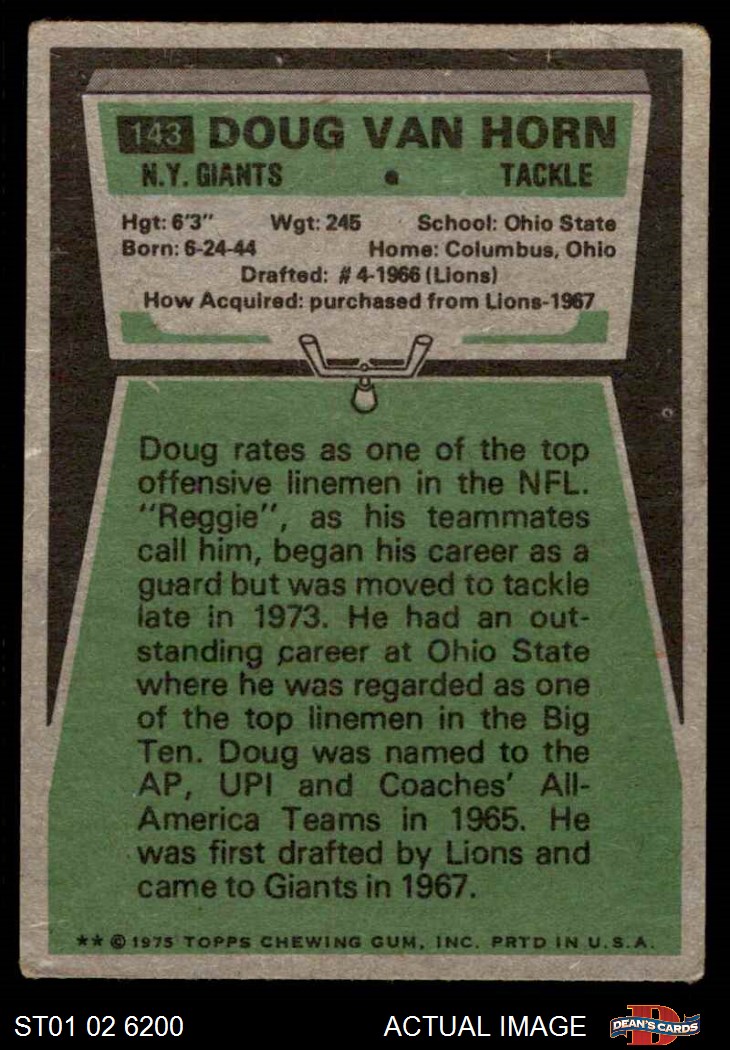 143 DOUG VAN HORN
N.Y. GIANTS • TACKLE
Hgt: 6'3" Wgt: 245 School: Ohio State
Born: 6-24-44 Home: Columbus, Ohio
Drafted: #4-1966 (Lions)
How Acquired: purchased from Lions-1967
Doug rates as one of the top
offensive linemen in the NFL.
"Reggie", as his teammates
call him, began his career as a
guard but was moved to tackle
late in 1973. He had an out-
standing career at Ohio State
where he was regarded as one
of the top linemen in the Big
Ten. Doug was named to the
AP, UPI and Coaches' All-
America Teams in 1965. He
was first drafted by Lions and
came to Giants in 1967.
** © 1975 TOPPS CHEWING GUM, INC. PRTD IN U.S.A.
ST01 02 6200 ACTUAL IMAGE D DEAN'S CARDS